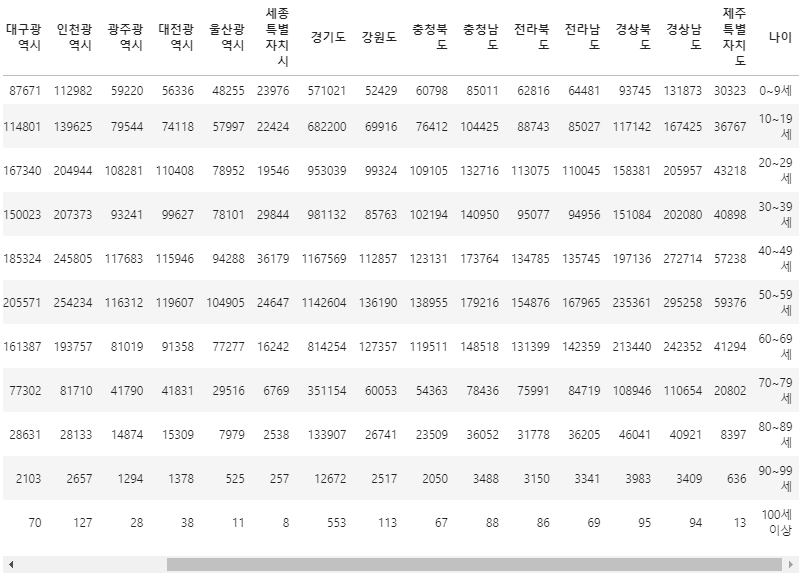 대구광역시 인천광역시 광주광역시 대전광역시 울산광역시 세종특별자치시 경기도 강원도 충청북도 충청남도 전라북도 전라남도 경상북도 경상남도 제주특별자치도 나이
87671 112982 59220 56336 48255 23976 571021 52429 60798 85011 62816 64481 93745 131873 30323 0~9세
114801 139625 79544 74118 57997 22424 682200 69916 76412 104425 88743 85027 117142 167425 36767 10~19세
167340 204944 108281 110408 78952 19546 953039 99324 109105 132716 113075 110045 158381 205957 43218 20~29세
150023 207373 93241 99627 78101 29844 981132 85763 102194 140950 95077 94956 151084 202080 40898 30~39세
185324 245805 117683 115946 94288 36179 1167569 112857 123131 173764 134785 135745 197136 272714 57238 40~49세
205571 254234 116312 119607 104905 24647 1142604 136190 138955 179216 154876 167965 235361 295258 59376 50~59세
161387 193757 81019 91358 77277 16242 814254 127357 119511 148518 131399 142359 213440 242352 41294 60~69세
77302 81710 41790 41831 29516 6769 351154 60053 54363 78436 75991 84719 108946 110654 20802 70~79세
28631 28133 14874 15309 7979 2538 133907 26741 23509 36052 31778 36205 46041 40921 8397 80~89세
2103 2657 1294 1378 525 257 12672 2517 2050 3488 3150 3341 3983 3409 636 90~99세
70 127 28 38 11 8 553 113 67 88 86 69 95 94 13 100세 이상